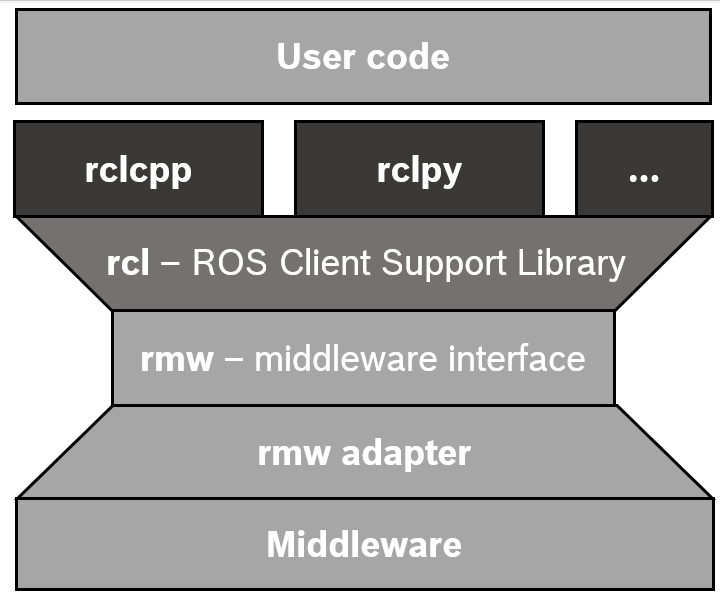 User code
rclcpp
rclpy
...
rcl – ROS Client Support Library
rmw – middleware interface
rmw adapter
Middleware